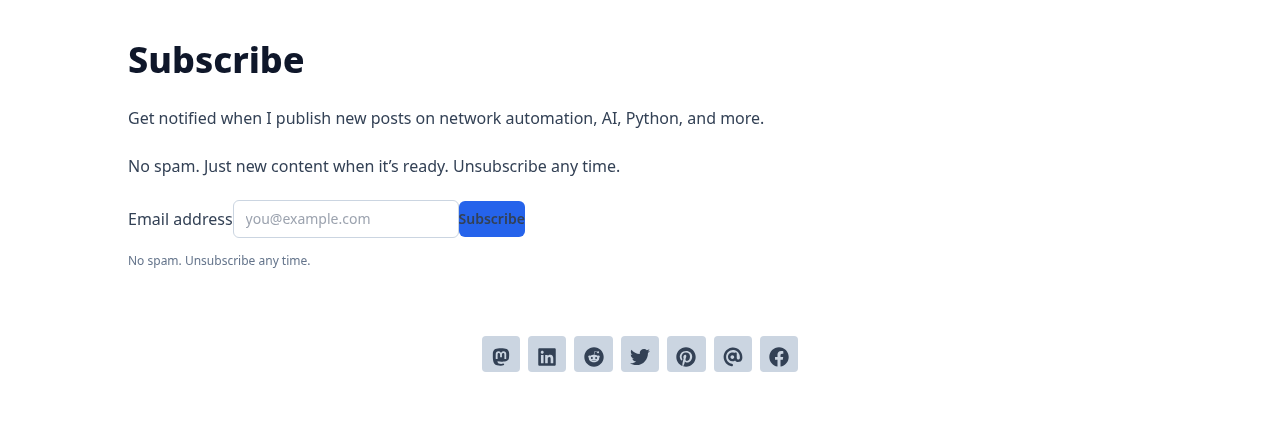 Subscribe
Get notified when I publish new posts on network automation, AI, Python, and more.
No spam. Just new content when it’s ready. Unsubscribe any time.
Email address you@example.com Subscribe
No spam. Unsubscribe any time.